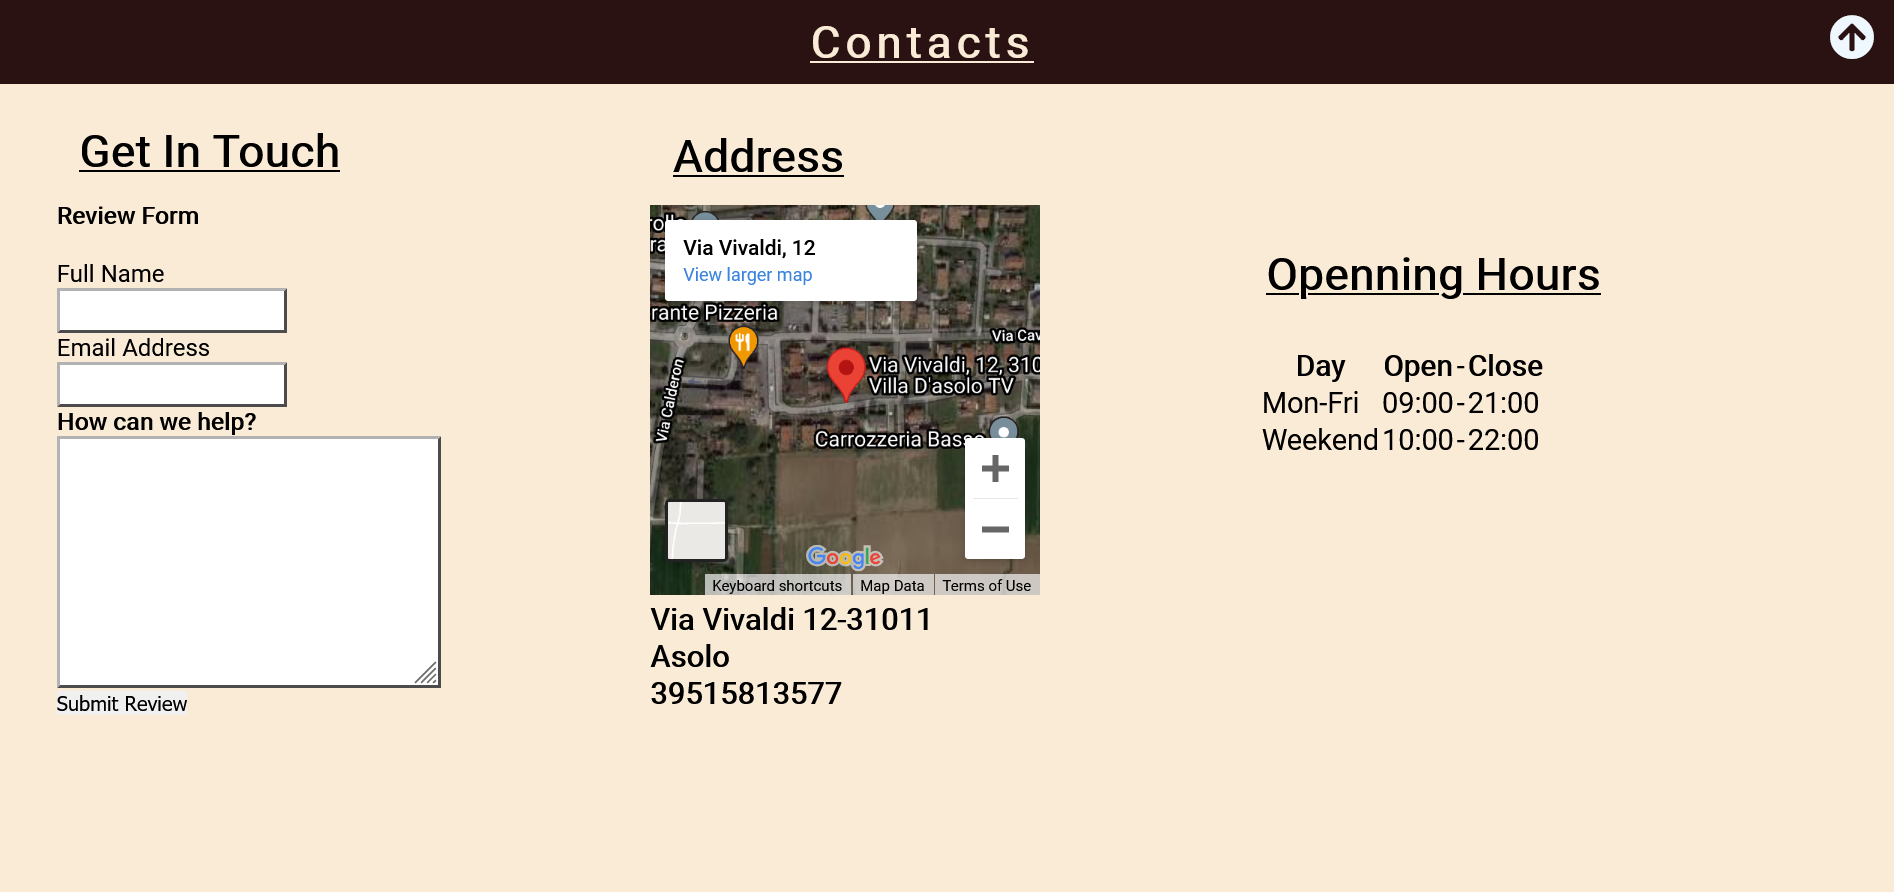 Contacts
Get In Touch
Review Form
Full Name
Email Address
How can we help?
Submit Review
Address
Via Vivaldi, 12
View larger map
rante Pizzeria
Via Cav
Via Calderon
Via Vivaldi, 12, 310
Villa D'asolo TV
Carrozzeria Basso
Google
Keyboard shortcuts
Map Data
Terms of Use
Via Vivaldi 12-31011
Asolo
39515813577
Openning Hours
Day Open - Close
Mon-Fri 09:00 - 21:00
Weekend 10:00 - 22:00